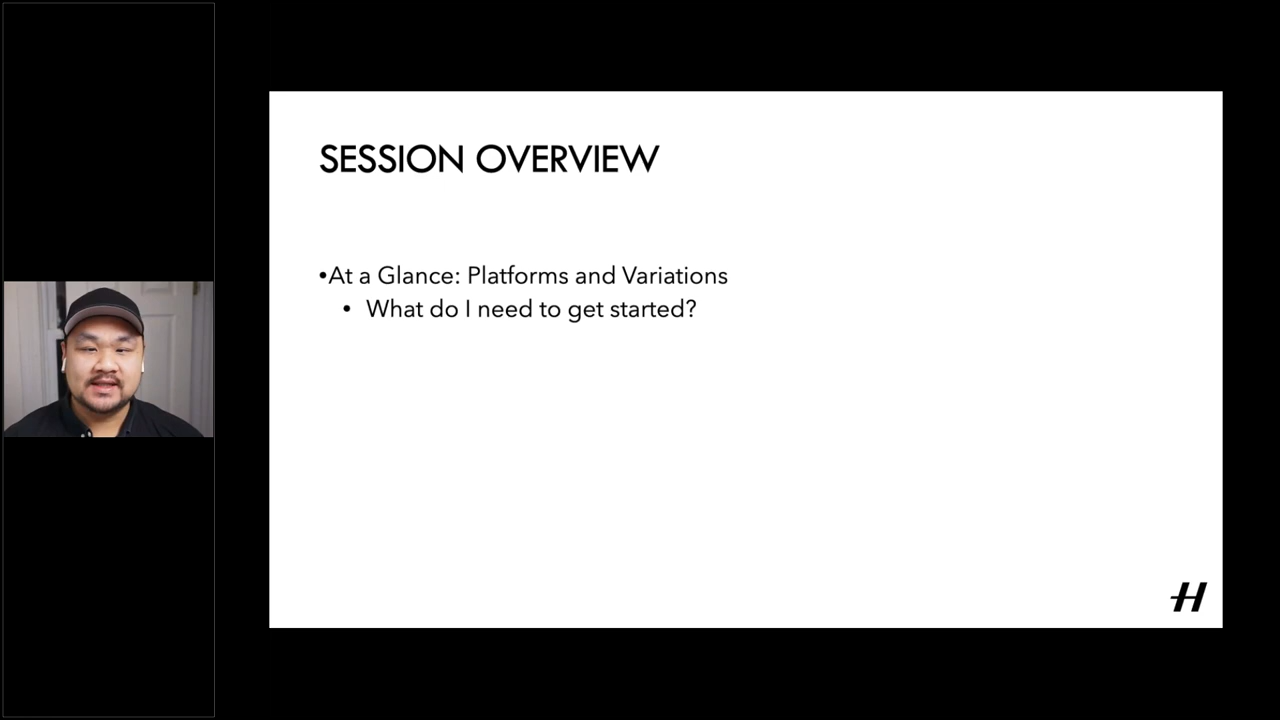 SESSION OVERVIEW
•At a Glance: Platforms and Variations
• What do I need to get started?
H